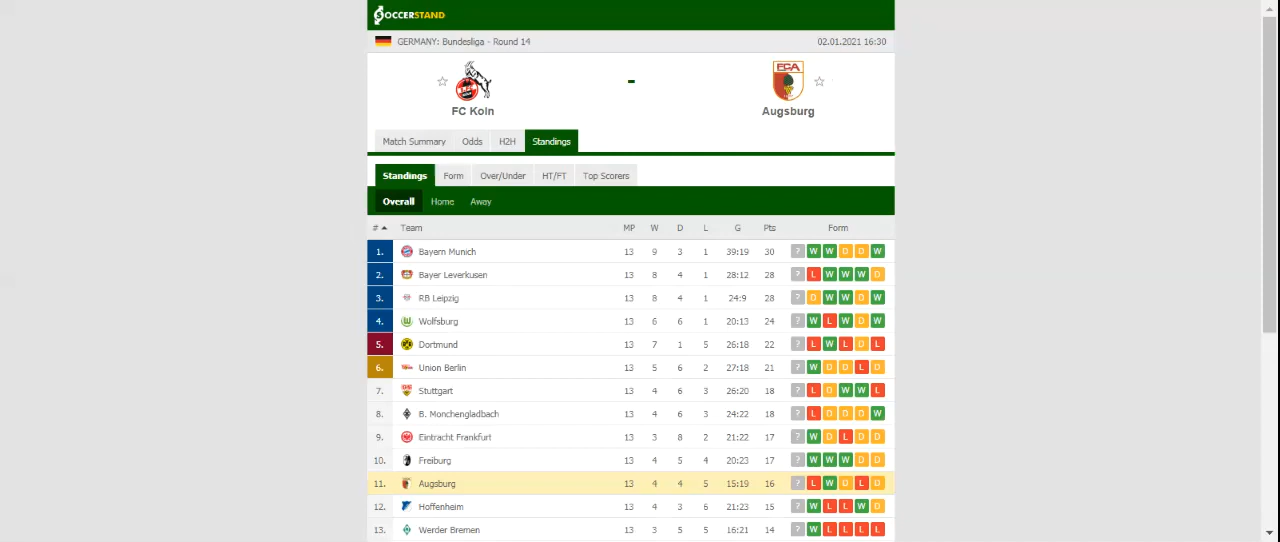 SOCCERSTAND
GERMANY: Bundesliga - Round 14 02.01.2021 16:30
-
FC Koln Augsburg
Match Summary Odds H2H Standings
Standings Form Over/Under HT/FT Top Scorers
Overall Home Away
# Team MP W D L G Pts Form
1. Bayern Munich 13 9 3 1 39:19 30 ? W W D D W
2. Bayer Leverkusen 13 8 4 1 28:12 28 ? L W W W D
3. RB Leipzig 13 8 4 1 24:9 28 ? D W W D W
4. Wolfsburg 13 6 6 1 20:13 24 ? W L W D W
5. Dortmund 13 7 1 5 26:18 22 ? L W L D L
6. Union Berlin 13 5 6 2 27:18 21 ? W D D L D
7. Stuttgart 13 4 6 3 26:20 18 ? L D W W L
8. B. Monchengladbach 13 4 6 3 24:22 18 ? L D D D W
9. Eintracht Frankfurt 13 3 8 2 21:22 17 ? W D L D D
10. Freiburg 13 4 5 4 20:23 17 ? W W W D D
11. Augsburg 13 4 4 5 15:19 16 ? L W D L D
12. Hoffenheim 13 4 3 6 21:23 15 ? W L L W D
13. Werder Bremen 13 3 5 5 16:21 14 ? W L L L L